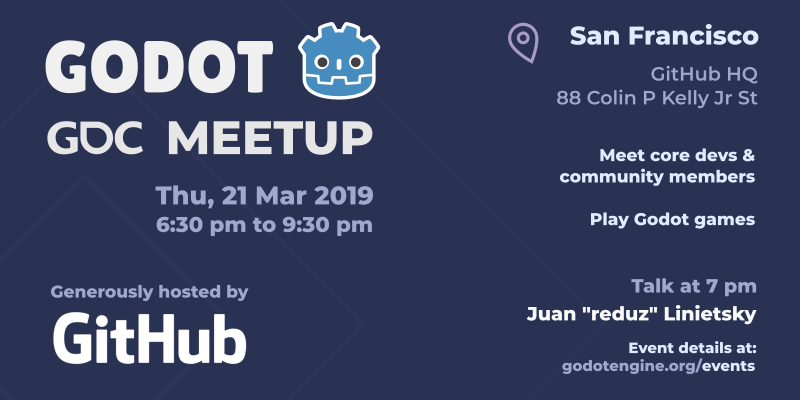 GODOT
GDC MEETUP
Thu, 21 Mar 2019
6:30 pm to 9:30 pm
Generously hosted by
GitHub
San Francisco
GitHub HQ
88 Colin P Kelly Jr St
Meet core devs &
community members
Play Godot games
Talk at 7 pm
Juan "reduz" Linietsky
Event details at:
godotengine.org/events